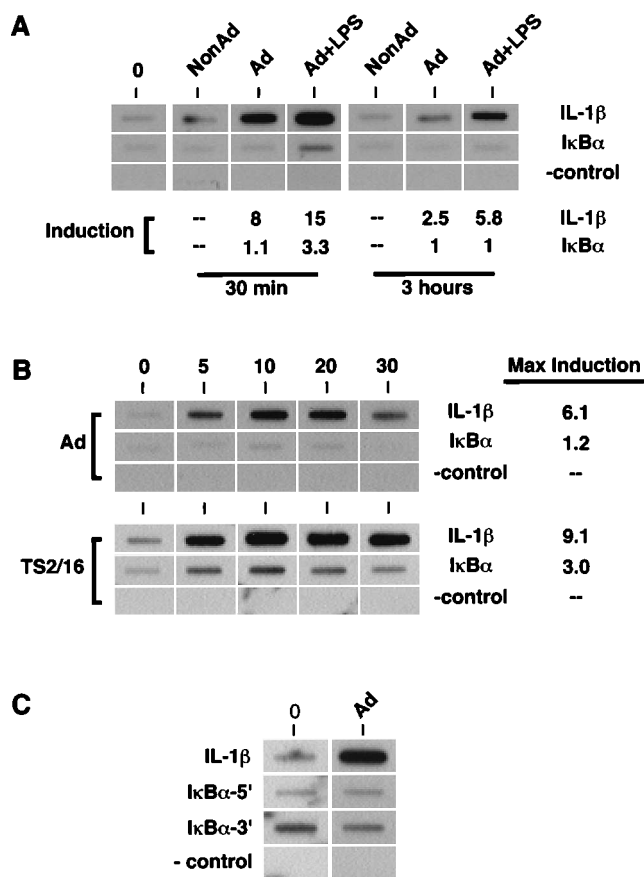 A
0 NonAd Ad Ad+LPS NonAd Ad Ad+LPS
IL-1β
IκBα
-control
Induction
-- 8 15 -- 2.5 5.8 IL-1β
-- 1.1 3.3 -- 1 1 IκBα
30 min 3 hours
B
0 5 10 20 30 Max Induction
Ad
IL-1β 6.1
IκBα 1.2
-control --
TS2/16
IL-1β 9.1
IκBα 3.0
-control --
C
0 Ad
IL-1β
IκBα-5'
IκBα-3'
- control